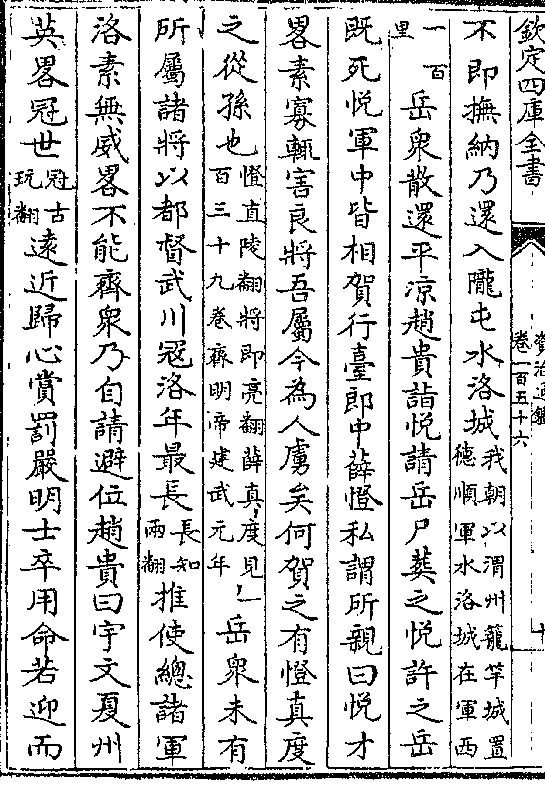 欽定四庫全書
資治通鑑
卷一百五十六
十
不即撫納乃還入隴屯水洛城我朝以渭州籠竿城置德順軍水洛城在軍西
一百里岳衆散還平涼趙貴詣悦請岳尸葬之悦許之岳
既死悦軍中皆相賀行臺郎中薛憕私謂所親曰悦才
畧素寡輒害良將吾屬今為人虜矣何賀之有憕真度
之從孫也憕直陵翻將即亮翻薛真度見一百三十九卷齊明帝建武元年岳衆未有
所屬諸將以都督武川冦洛年最長長知兩翻推使總諸軍
洛素無威畧不能齊衆乃自請避位趙貴曰宇文夏州
英畧冠世冠古玩翻遠近歸心賞罰嚴明士卒用命若迎而